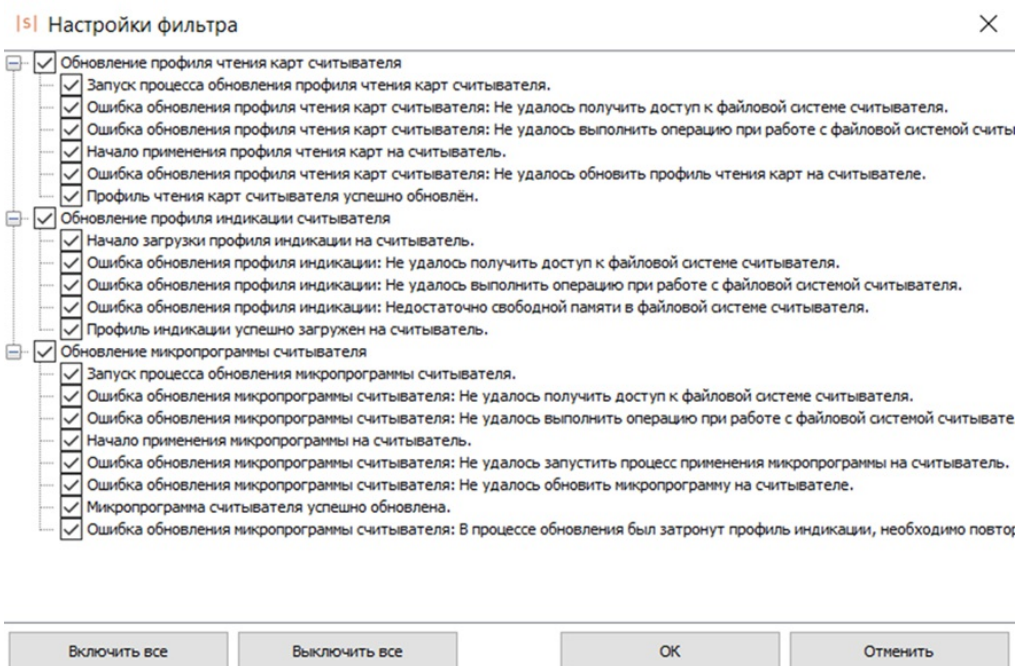 |s| Настройки фильтра
Обновление профиля чтения карт считывателя
Запуск процесса обновления профиля чтения карт считывателя.
Ошибка обновления профиля чтения карт считывателя: Не удалось получить доступ к файловой системе считывателя.
Ошибка обновления профиля чтения карт считывателя: Не удалось выполнить операцию при работе с файловой системой считы
Начало применения профиля чтения карт на считыватель.
Ошибка обновления профиля чтения карт считывателя: Не удалось обновить профиль чтения карт на считывателе.
Профиль чтения карт считывателя успешно обновлён.
Обновление профиля индикации считывателя
Начало загрузки профиля индикации на считыватель.
Ошибка обновления профиля индикации: Не удалось получить доступ к файловой системе считывателя.
Ошибка обновления профиля индикации: Не удалось выполнить операцию при работе с файловой системой считывателя.
Ошибка обновления профиля индикации: Недостаточно свободной памяти в файловой системе считывателя.
Профиль индикации успешно загружен на считыватель.
Обновление микропрограммы считывателя
Запуск процесса обновления микропрограммы считывателя.
Ошибка обновления микропрограммы считывателя: Не удалось получить доступ к файловой системе считывателя.
Ошибка обновления микропрограммы считывателя: Не удалось выполнить операцию при работе с файловой системой считывате
Начало применения микропрограммы на считыватель.
Ошибка обновления микропрограммы считывателя: Не удалось запустить процесс применения микропрограммы на считыватель.
Ошибка обновления микропрограммы считывателя: Не удалось обновить микропрограмму на считывателе.
Микропрограмма считывателя успешно обновлена.
Ошибка обновления микропрограммы считывателя: В процессе обновления был затронут профиль индикации, необходимо повтор
Включить все Выключить все ОК Отменить